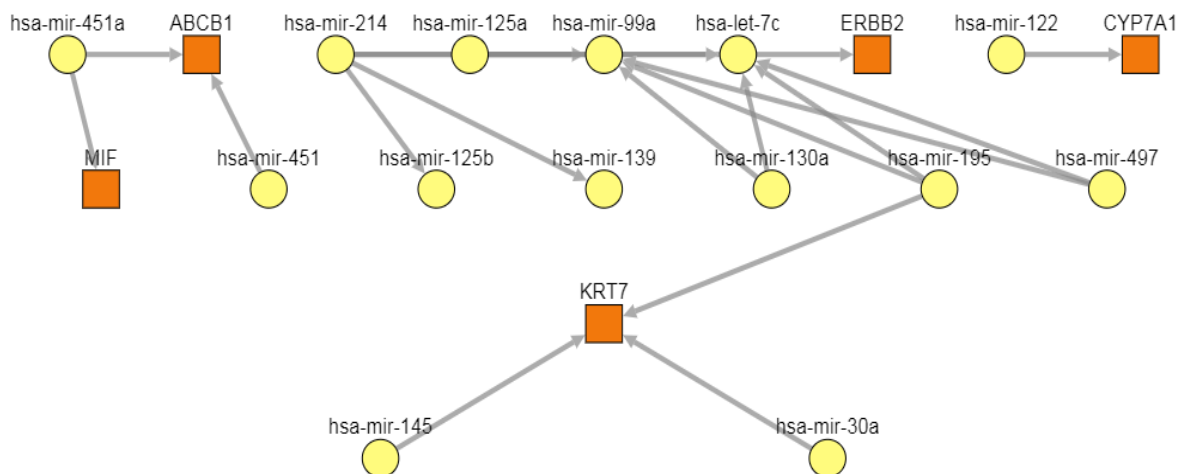 hsa-mir-451a
ABCB1
hsa-mir-214
hsa-mir-125a
hsa-mir-99a
hsa-let-7c
ERBB2
hsa-mir-122
CYP7A1
MIF
hsa-mir-451
hsa-mir-125b
hsa-mir-139
hsa-mir-130a
hsa-mir-195
hsa-mir-497
KRT7
hsa-mir-145
hsa-mir-30a